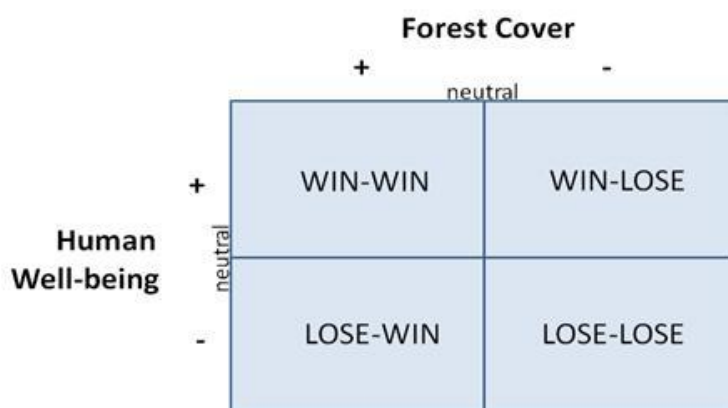 Forest Cover
+ -
neutral
+ WIN-WIN WIN-LOSE
Human
Well-being
neutral
- LOSE-WIN LOSE-LOSE